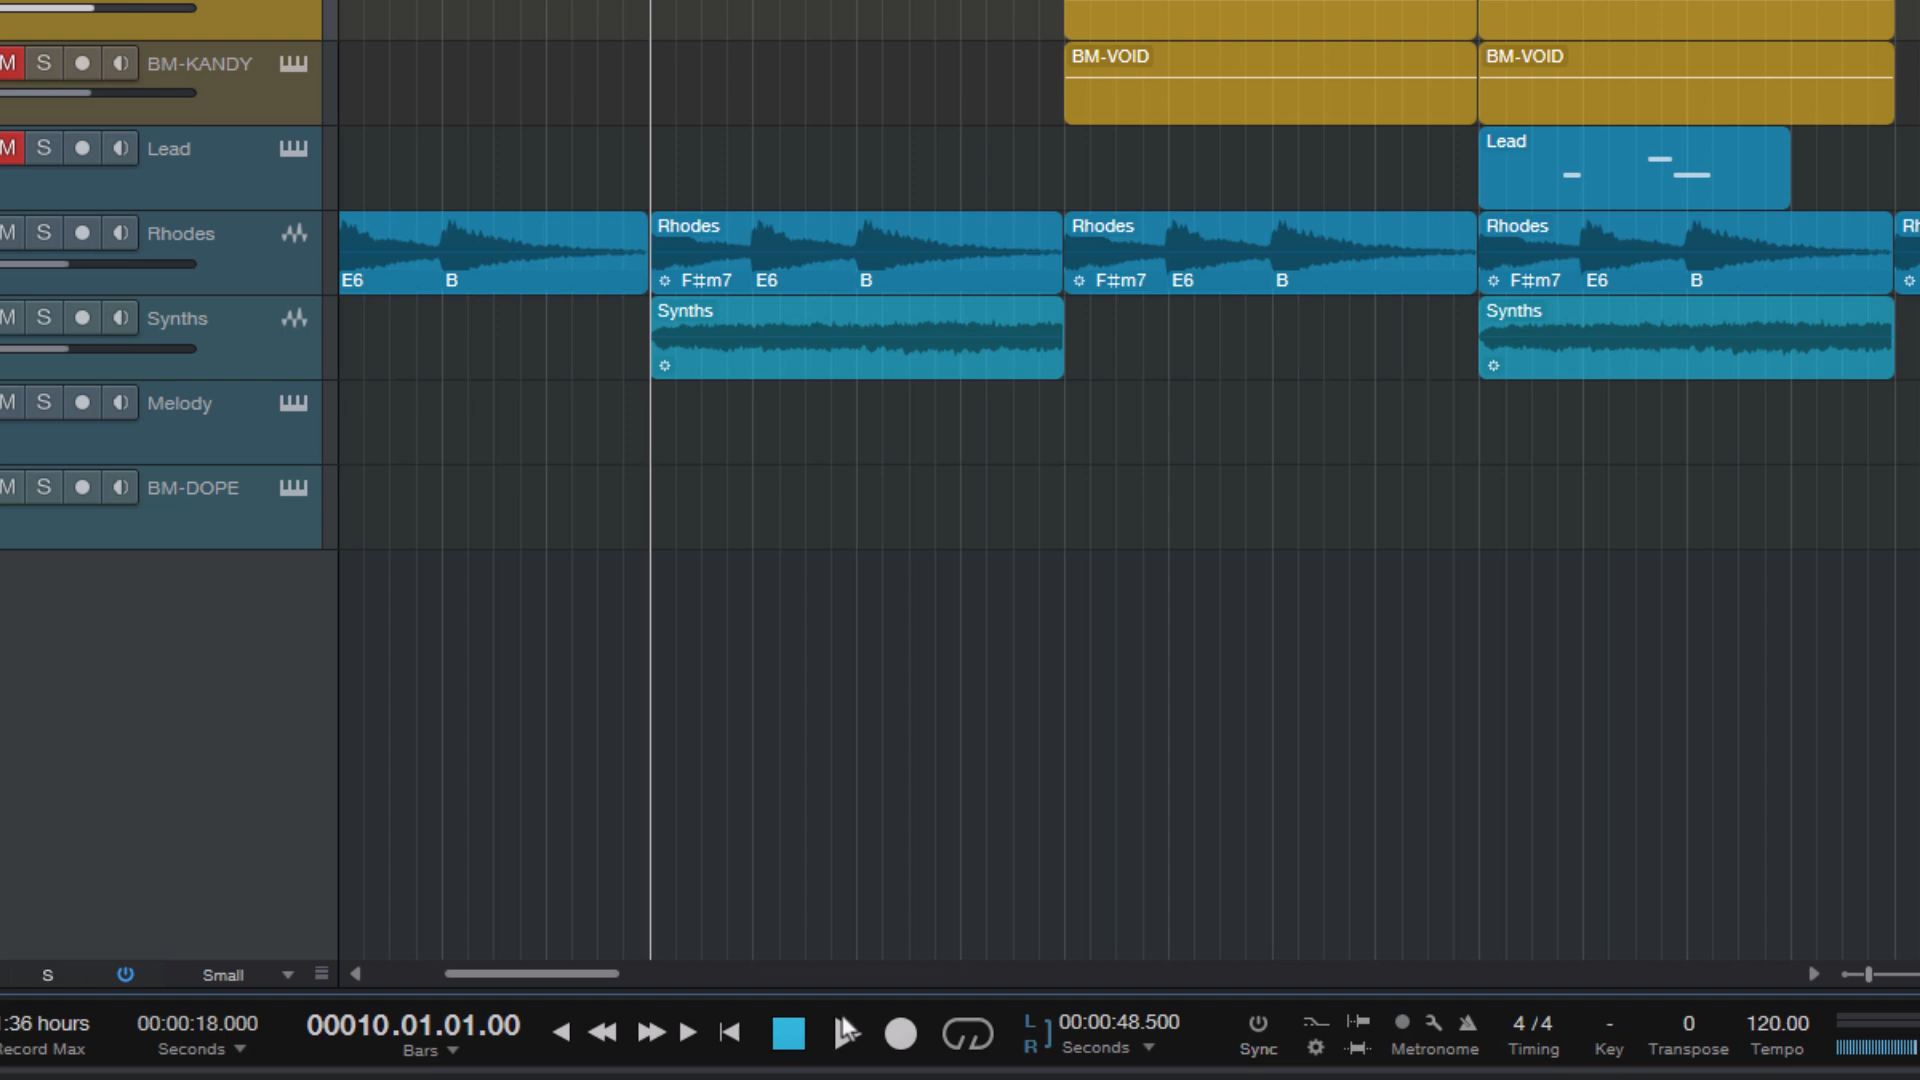 BM-VOID
BM-VOID
M S BM-KANDY
Lead
M S Lead
M S Rhodes
Rhodes
Rhodes
Rhodes
E6 B
F#m7 E6 B
F#m7 E6 B
F#m7 E6 B
M S Synths
Synths
Synths
M S Melody
M S BM-DOPE
S Small
:36 hours
Record Max
00:00:18.000
Seconds
00010.01.01.00
Bars
L
R
00:00:48.500
Seconds
Sync
Metronome
4 / 4
Timing
-
Key
0
Transpose
120.00
Tempo